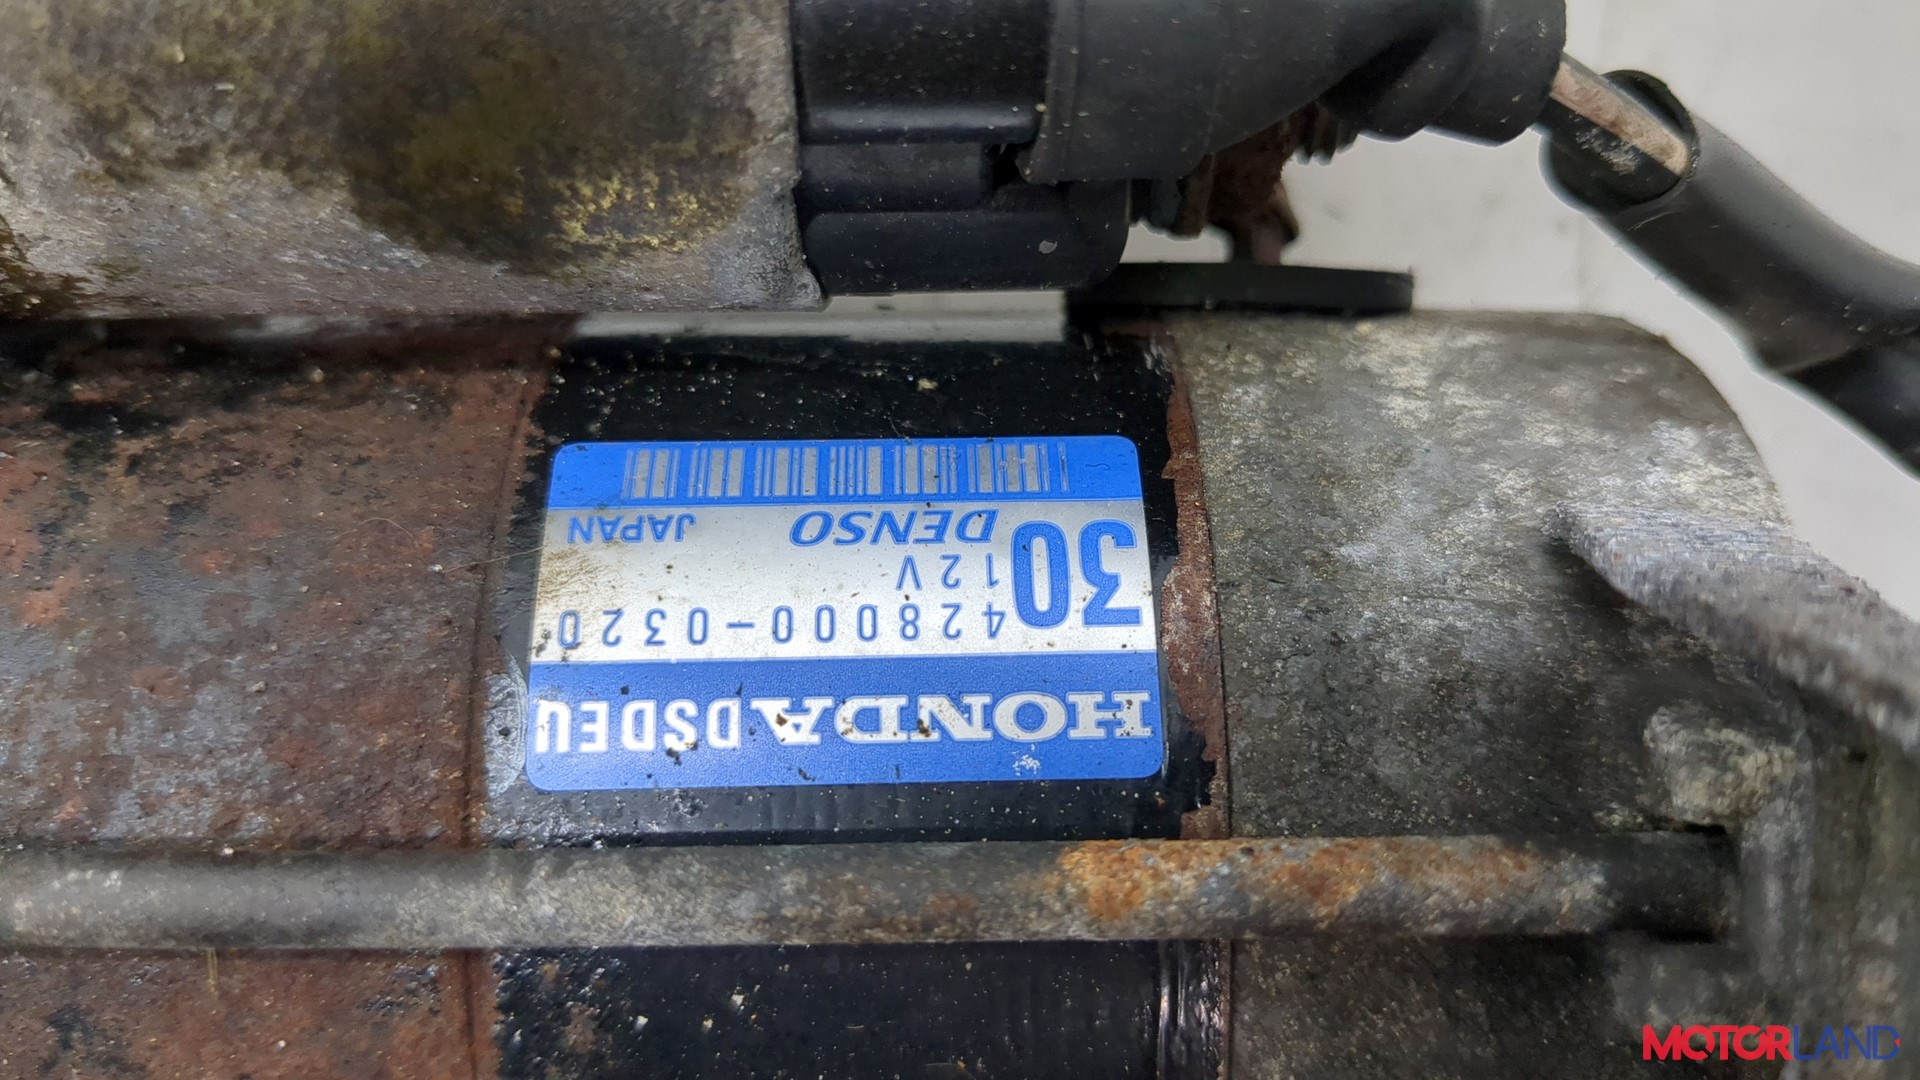 HONDA DSDEU
428000-0320
30 12V
DENSO JAPAN
MOTORLAND